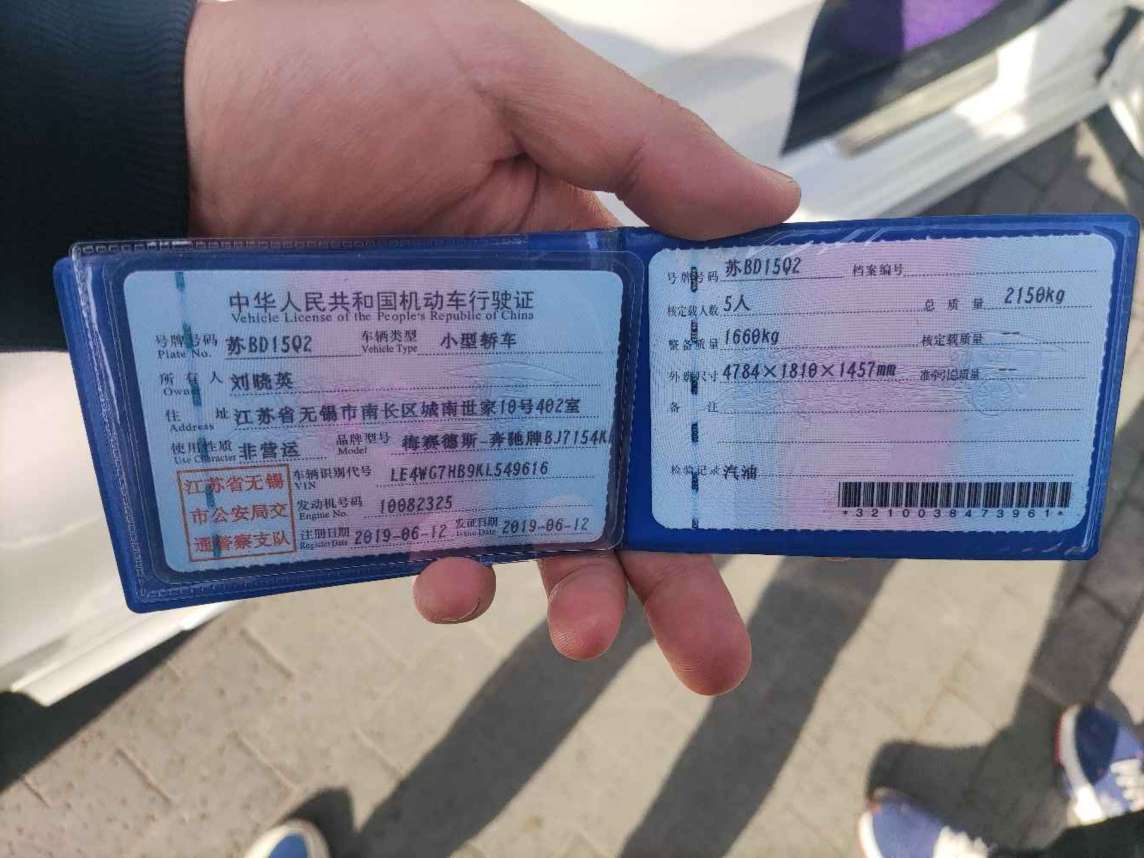 中华人民共和国机动车行驶证
Vehicle License of the People's Republic of China
号牌号码 苏BD15Q2 车辆类型 小型轿车
Plate No. Vehicle Type
所有人 刘晓英
Owner
住址 江苏省无锡市南长区城南世家10号402室
Address
使用性质 非营运 品牌型号 梅赛德斯-奔驰牌BJ7154K
Use Character Model
江苏省无锡
市公安局交
通警察支队
车辆识别代号 LE4WG7HB9KL549616
VIN
发动机号码 10082325
Engine No.
注册日期 2019-06-12 发证日期 2019-06-12
Register Date Issue Date
号牌号码 苏BD15Q2 档案编号
核定载人数 5人 总质量 2150kg
整备质量 1660kg 核定载质量 --
外廓尺寸 4784×1810×1457mm 准牵引总质量 --
备注
检验记录 汽油
*3210038473961*